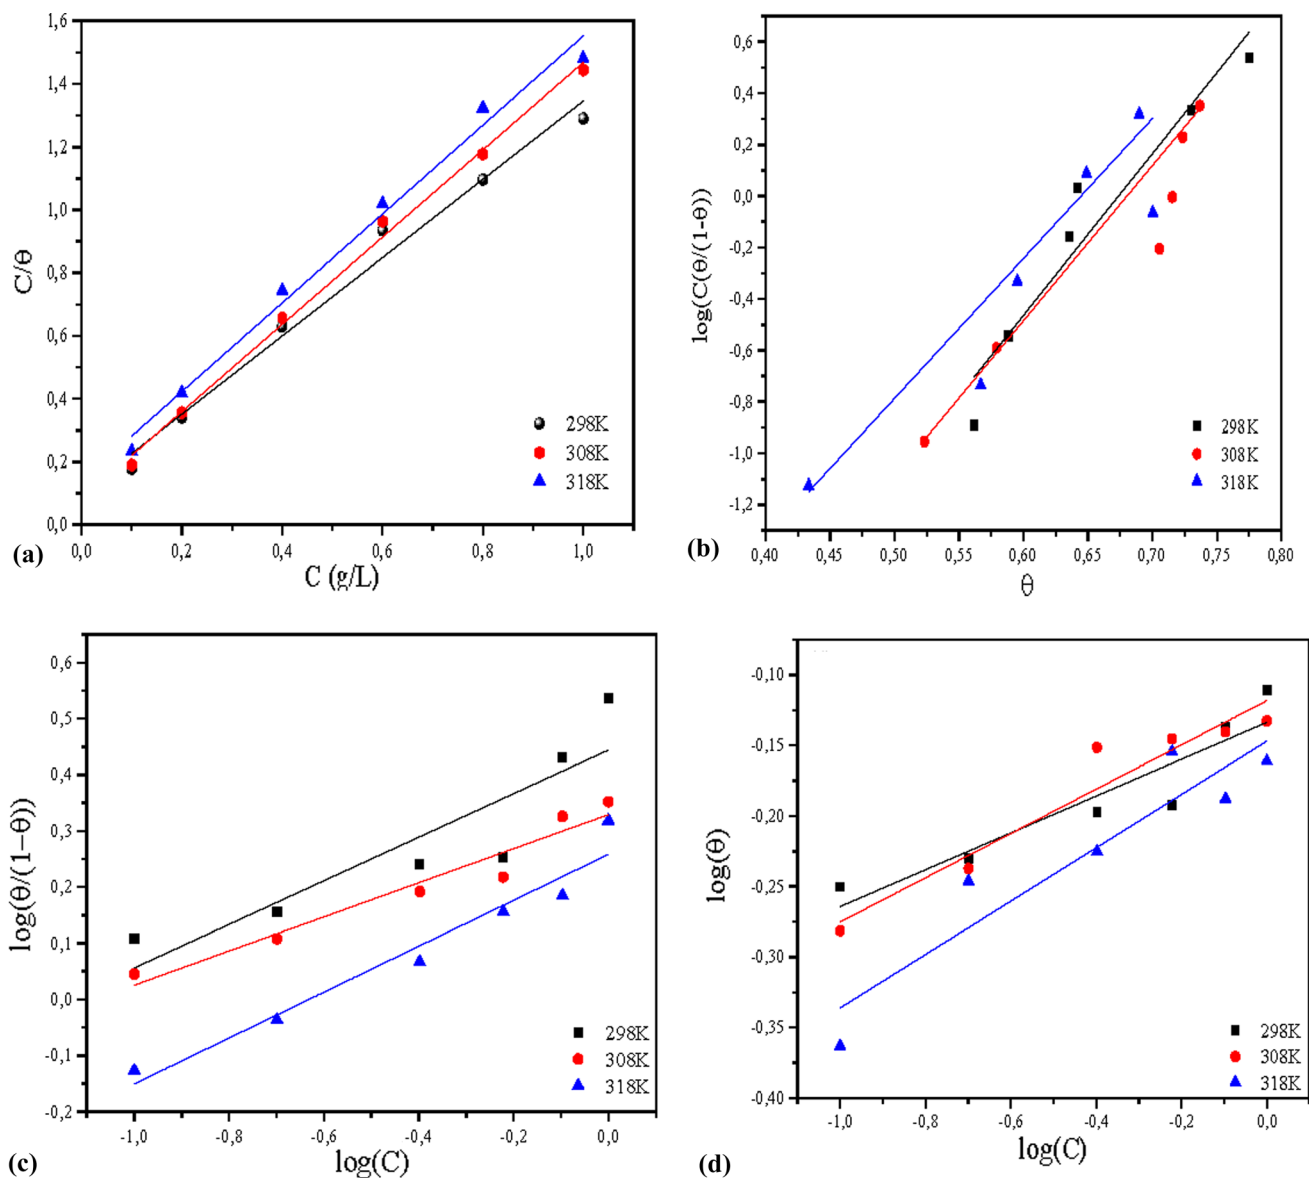 1,6
1,4
1,2
1,0
0,8
0,6
0,4
0,2
0,0
C/θ
0,0 0,2 0,4 0,6 0,8 1,0
C (g/L)
298K
308K
318K
(a)
0,6
0,4
0,2
0,0
-0,2
-0,4
-0,6
-0,8
-1,0
-1,2
log(C(θ/(1-θ))
0,40 0,45 0,50 0,55 0,60 0,65 0,70 0,75 0,80
θ
298K
308K
318K
(b)
0,6
0,5
0,4
0,3
0,2
0,1
0,0
-0,1
-0,2
log(θ/(1−θ))
-1,0 -0,8 -0,6 -0,4 -0,2 0,0
log(C)
298K
308K
318K
(c)
-0,10
-0,15
-0,20
-0,25
-0,30
-0,35
-0,40
log(θ)
-1,0 -0,8 -0,6 -0,4 -0,2 0,0
log(C)
298K
308K
318K
(d)